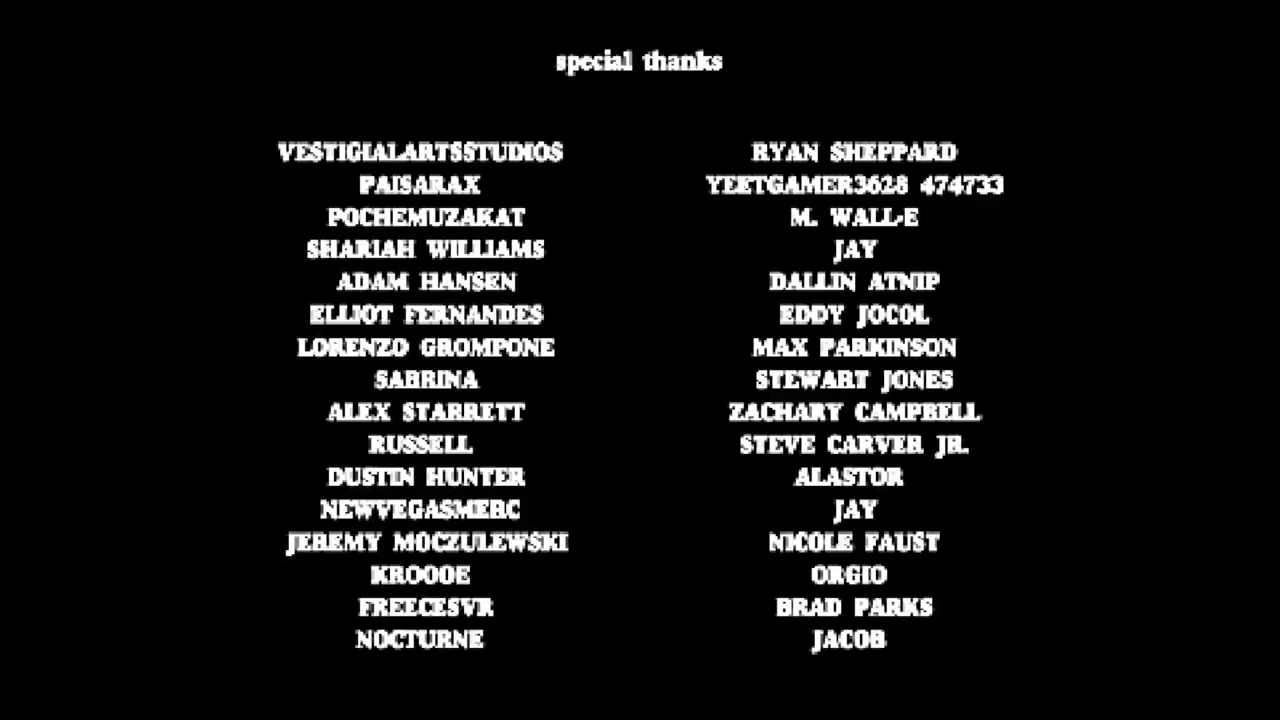 special thanks
VESTIGIALARTSSTUDIOS
PAISARAX
POCHEMUZAKAT
SHARIAH WILLIAMS
ADAM HANSEN
ELLIOT FERNANDES
LORENZO GROMPONE
SABRINA
ALEX STARRETT
RUSSELL
DUSTIN HUNTER
NEWVEGASMERC
JEREMY MOCZULEWSKI
KROOOE
FREECESVR
NOCTURNE
RYAN SHEPPARD
YEETGAMER3628 474733
M. WALL-E
JAY
DALLIN ATNIP
EDDY JOCOL
MAX PARKINSON
STEWART JONES
ZACHARY CAMPBELL
STEVE CARVER JR.
ALASTOR
JAY
NICOLE FAUST
ORGIO
BRAD PARKS
JACOB